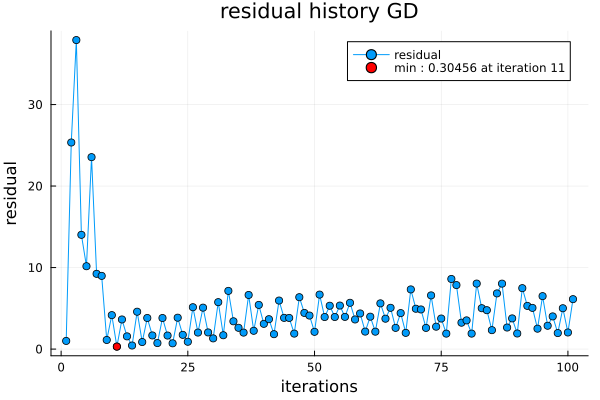 residual history GD
residual
min : 0.30456 at iteration 11
residual
30
20
10
0
0
25
50
75
100
iterations